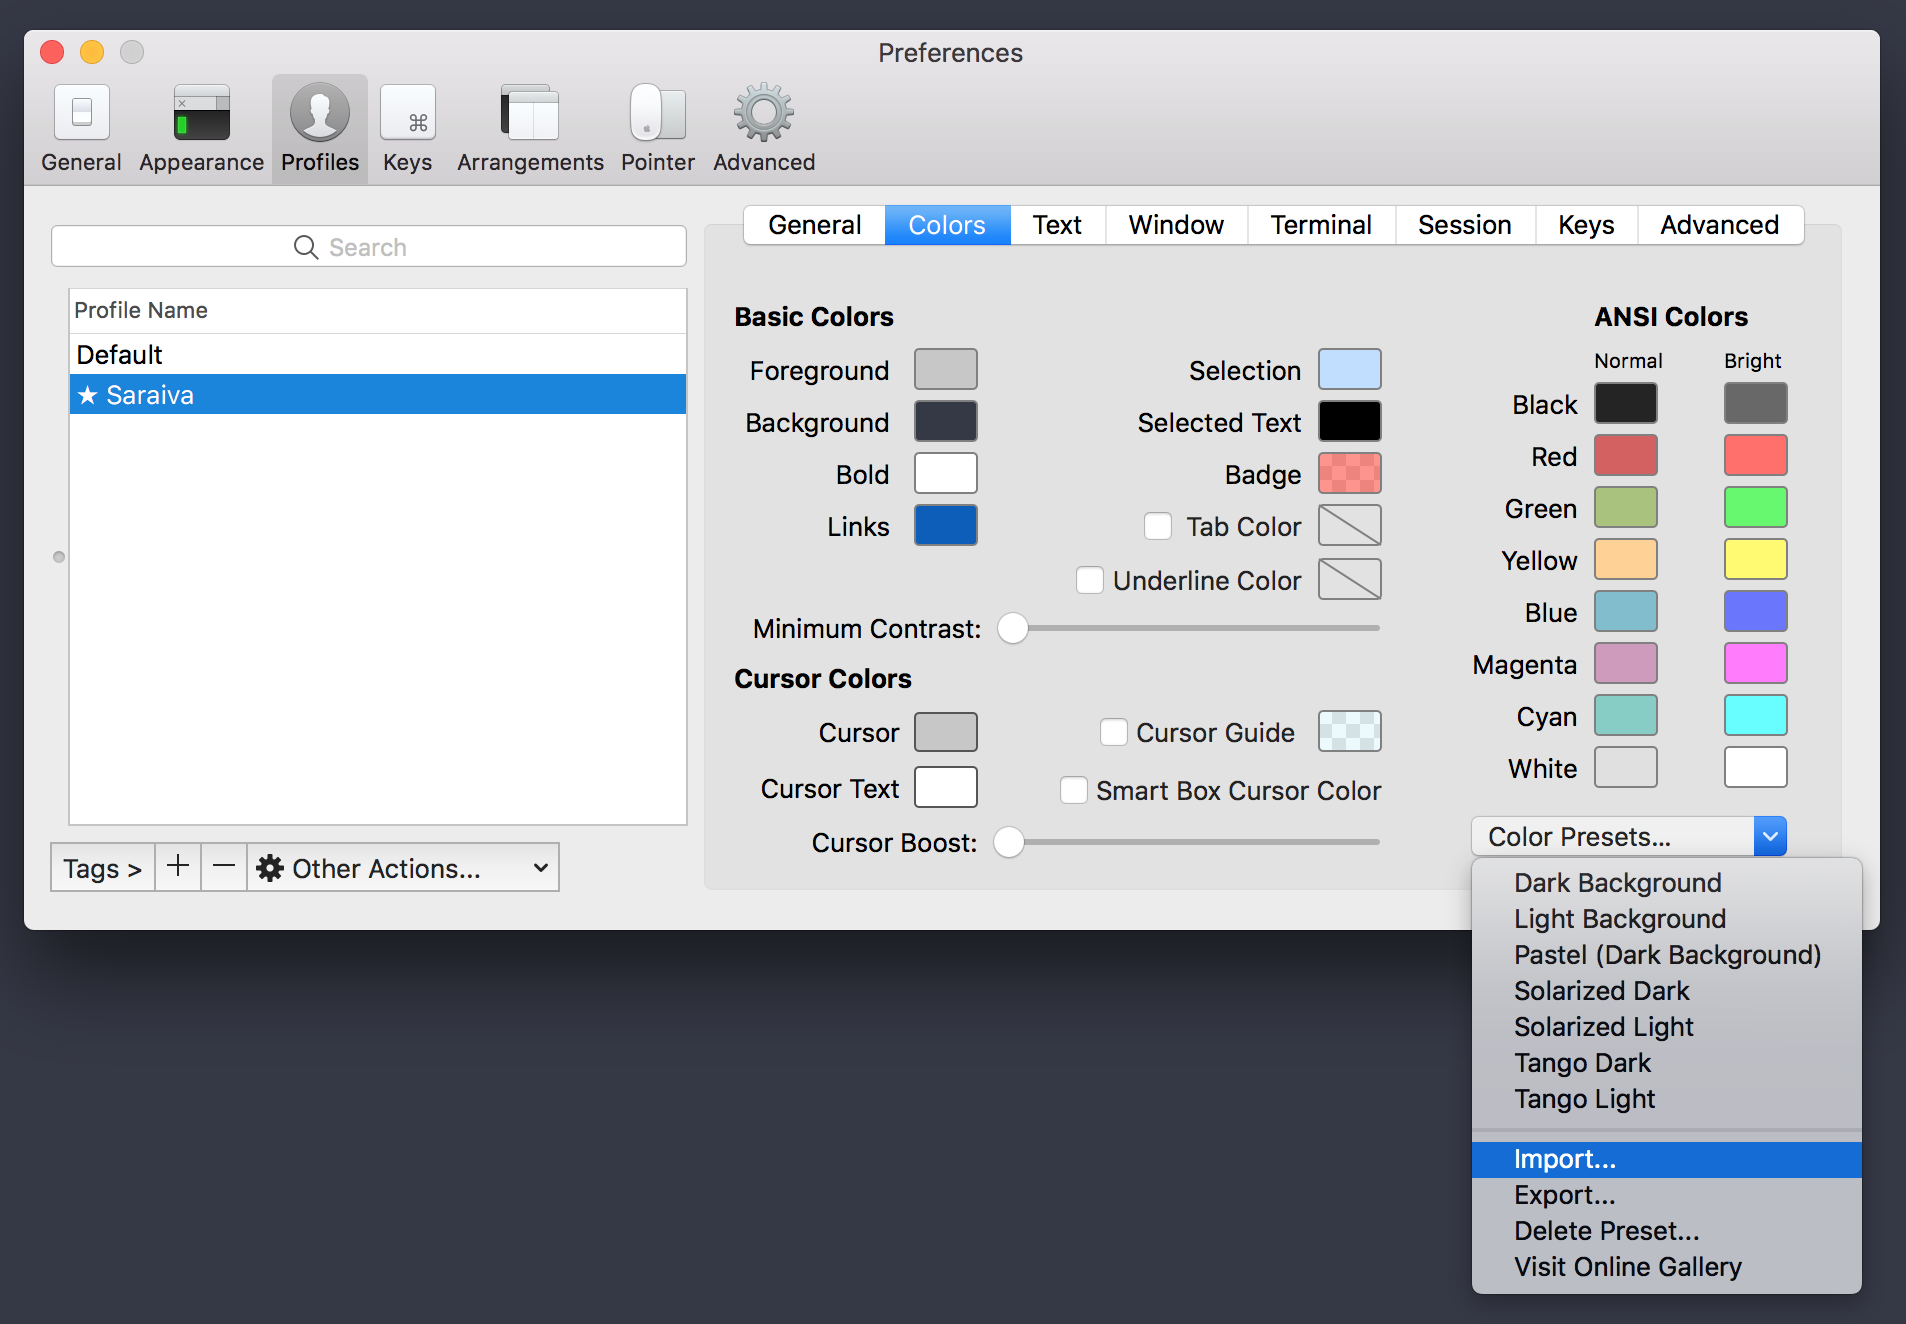 Preferences
General Appearance Profiles Keys Arrangements Pointer Advanced
General Colors Text Window Terminal Session Keys Advanced
Search
Profile Name
Default
★ Saraiva
Tags > + − Other Actions...
Basic Colors
Foreground
Background
Bold
Links
Selection
Selected Text
Badge
Tab Color
Underline Color
Minimum Contrast:
Cursor Colors
Cursor
Cursor Text
Cursor Guide
Smart Box Cursor Color
Cursor Boost:
ANSI Colors
Normal Bright
Black
Red
Green
Yellow
Blue
Magenta
Cyan
White
Color Presets...
Dark Background
Light Background
Pastel (Dark Background)
Solarized Dark
Solarized Light
Tango Dark
Tango Light
Import...
Export...
Delete Preset...
Visit Online Gallery